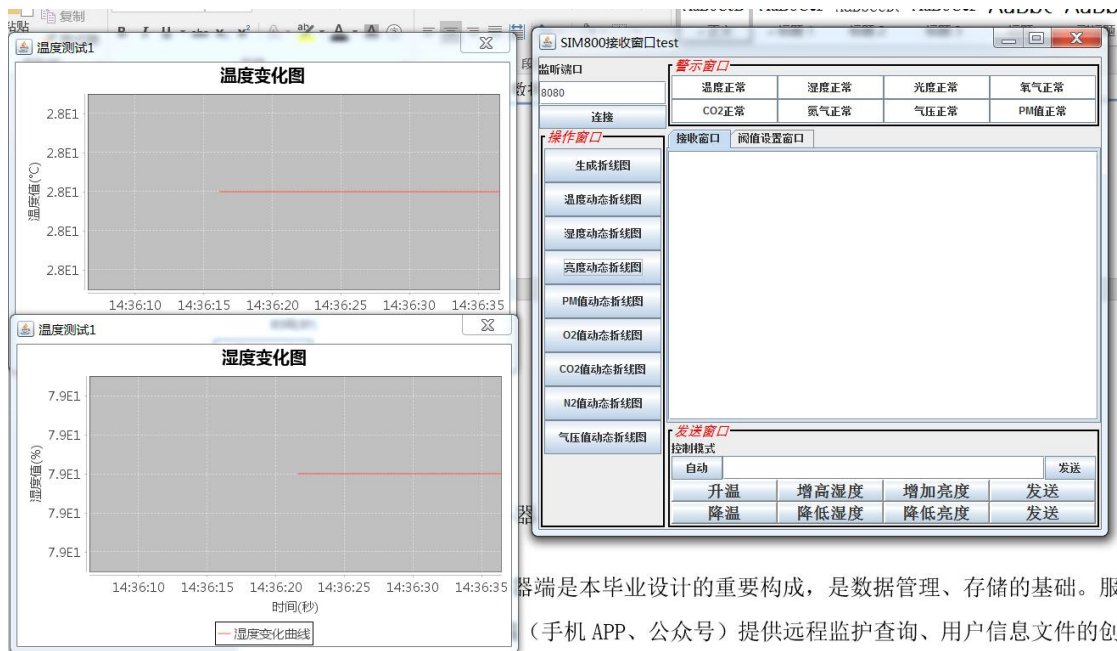 复制
温度测试1
温度变化图
2.8E1
2.8E1
温度值(℃)
2.8E1
2.8E1
2.8E1
14:36:10 14:36:15 14:36:20 14:36:25 14:36:30 14:36:35
温度测试1
湿度变化图
7.9E1
7.9E1
湿度值(%)
7.9E1
7.9E1
7.9E1
14:36:10 14:36:15 14:36:20 14:36:25 14:36:30 14:36:35
时间(秒)
湿度变化曲线
SIM800接收窗口test
监听端口
8080
连接
警示窗口
温度正常 湿度正常 光度正常 氧气正常
CO2正常 氮气正常 气压正常 PM值正常
操作窗口
生成折线图
温度动态折线图
湿度动态折线图
亮度动态折线图
PM值动态折线图
O2值动态折线图
CO2值动态折线图
N2值动态折线图
气压值动态折线图
接收窗口 阀值设置窗口
发送窗口
控制模式
自动 发送
升温 增高湿度 增加亮度 发送
降温 降低湿度 降低亮度 发送
器端是本毕业设计的重要构成，是数据管理、存储的基础。服
（手机 APP、公众号）提供远程监护查询、用户信息文件的创